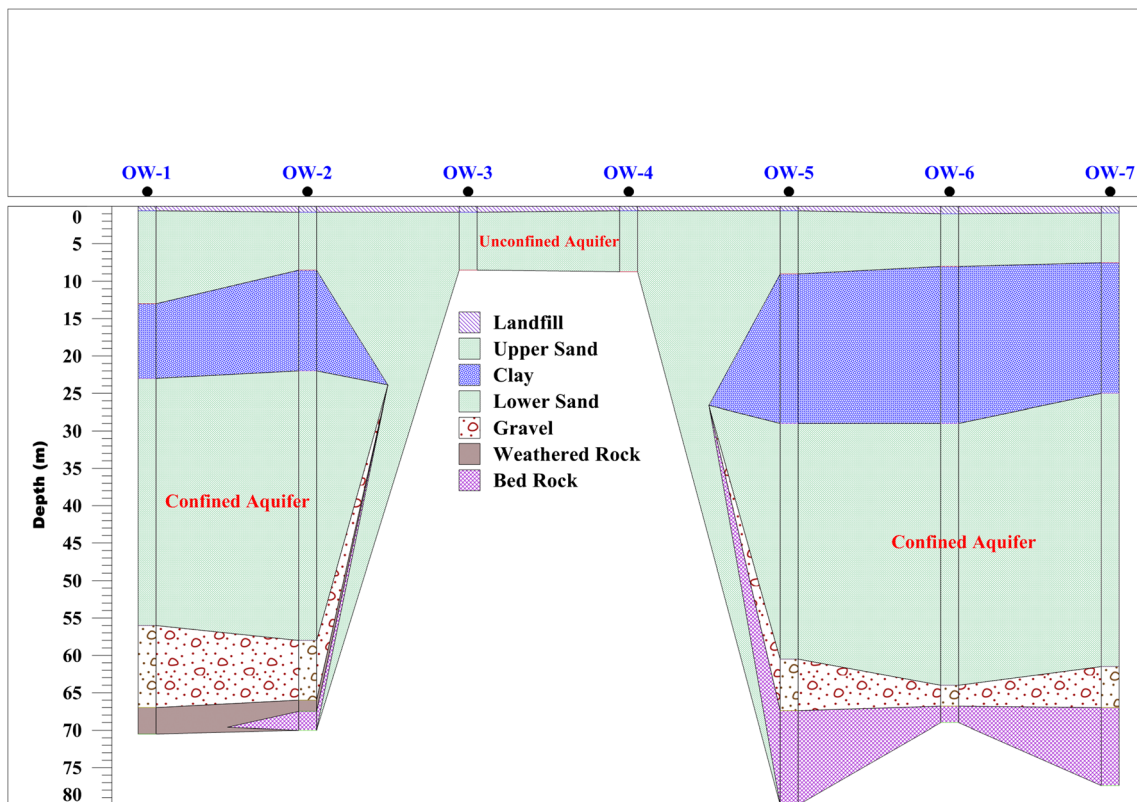 OW-1 OW-2 OW-3 OW-4 OW-5 OW-6 OW-7
0
5
10
15
20
25
30
35
40
45
50
55
60
65
70
75
80
Depth (m)
Unconfined Aquifer
Landfill
Upper Sand
Clay
Lower Sand
Gravel
Weathered Rock
Bed Rock
Confined Aquifer
Confined Aquifer